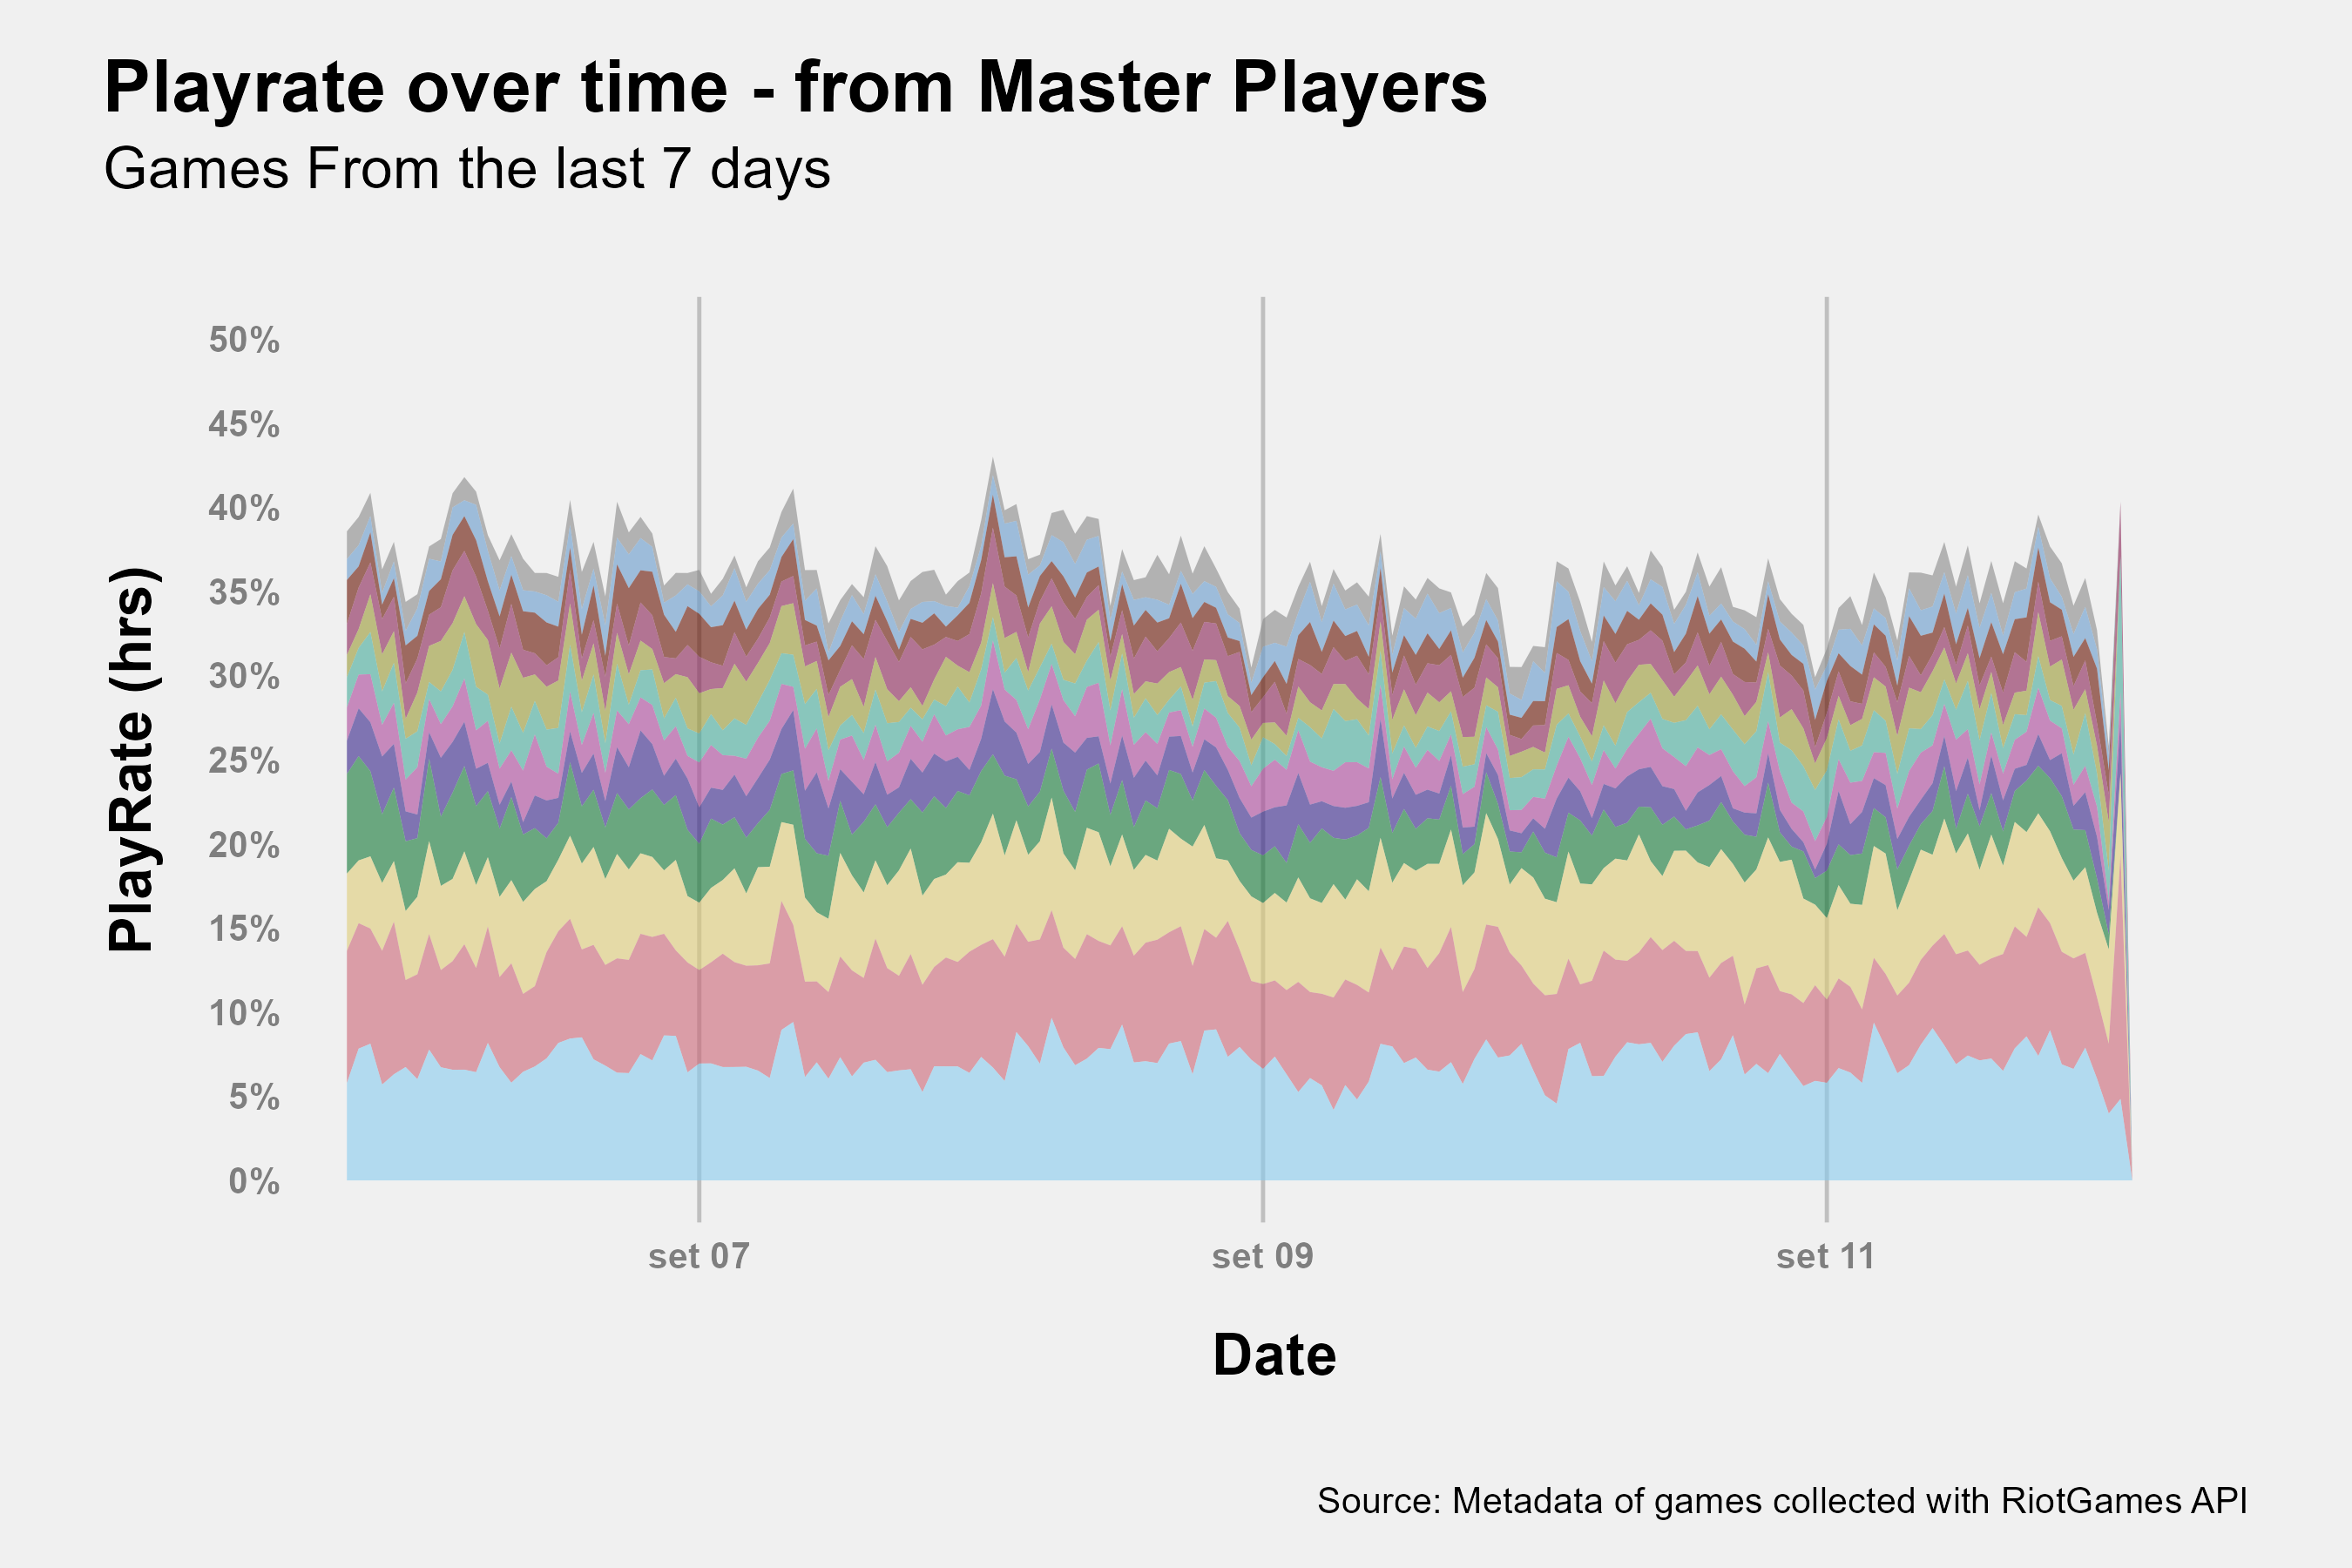 Playrate over time - from Master Players
Games From the last 7 days
PlayRate (hrs)
50%
45%
40%
35%
30%
25%
20%
15%
10%
5%
0%
set 07
set 09
set 11
Date
Source: Metadata of games collected with RiotGames API